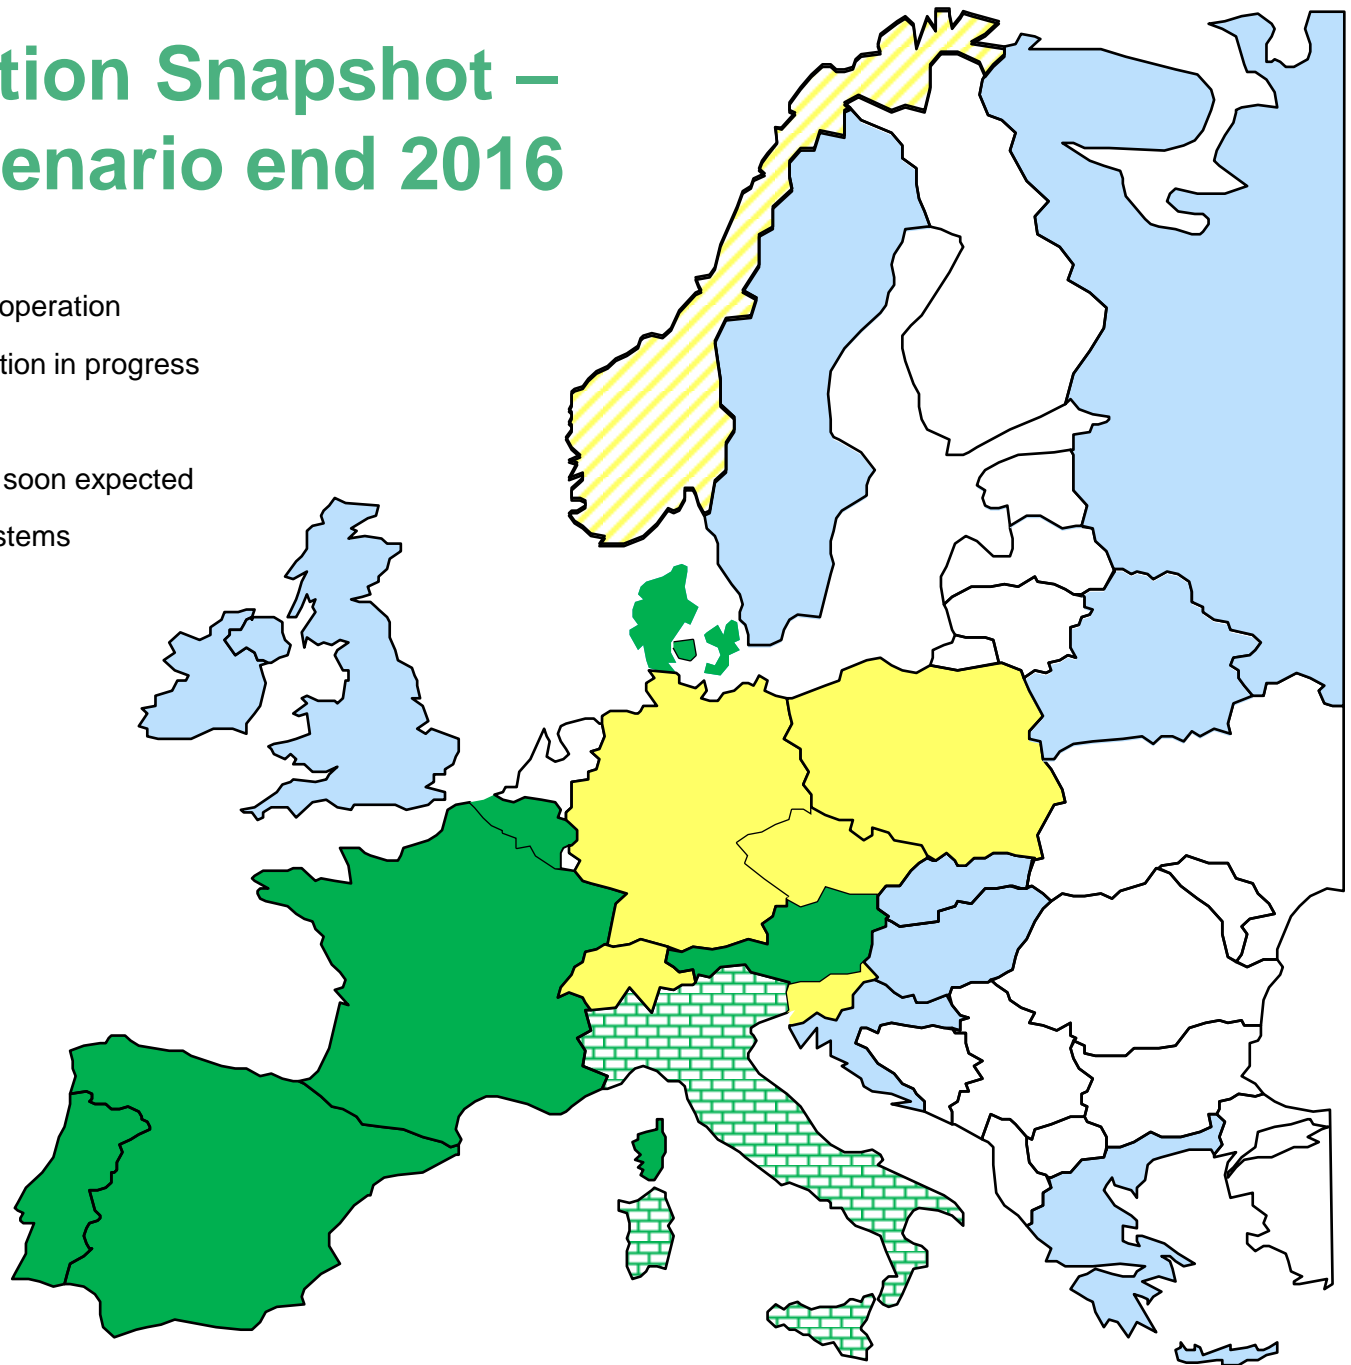 tion Snapshot –
enario end 2016
operation
tion in progress
soon expected
stems